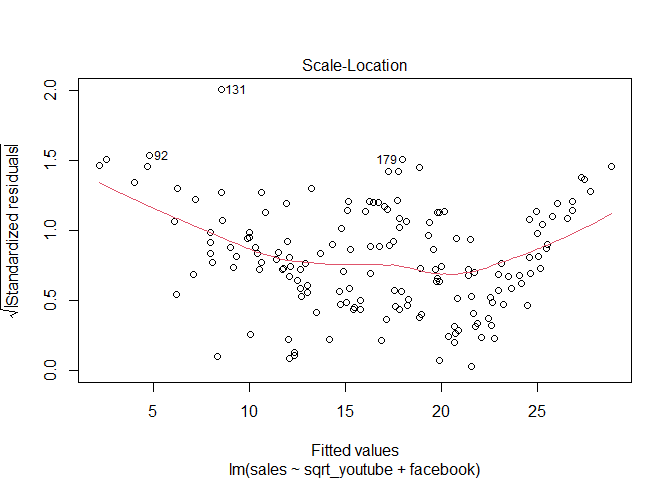 Scale-Location
√|Standardized residuals|
2.0
1.5
1.0
0.5
0.0
131
92
179
5 10 15 20 25
Fitted values
lm(sales ~ sqrt_youtube + facebook)